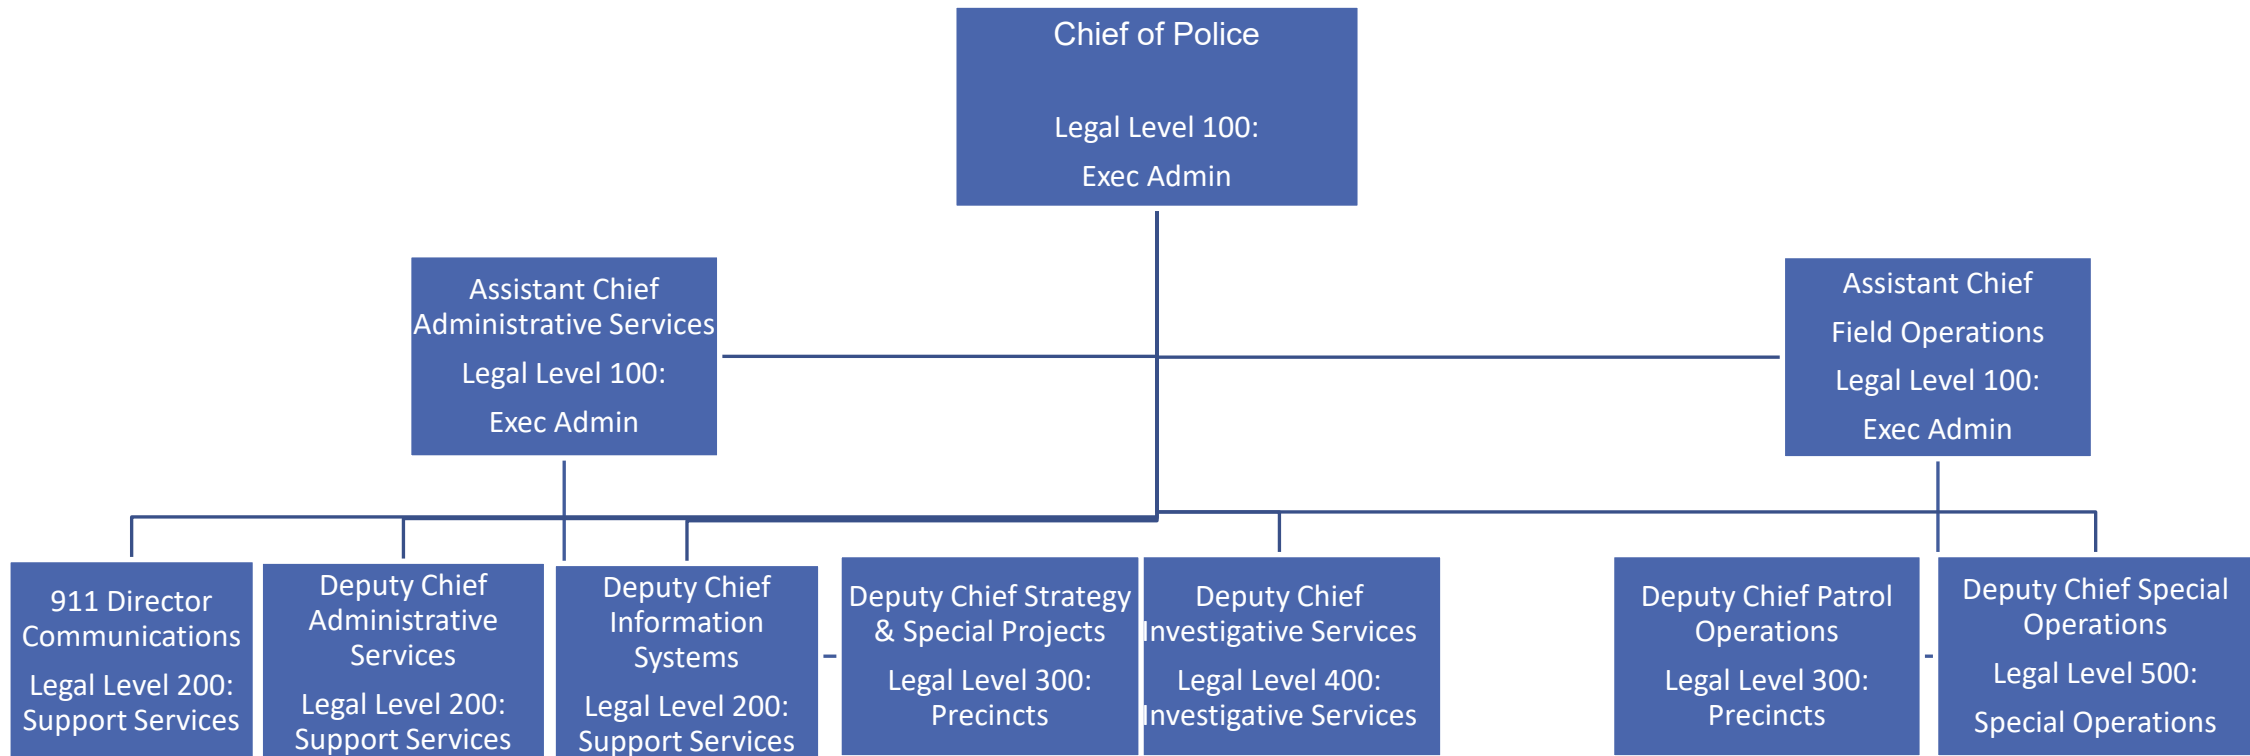 Chief of Police
Legal Level 100:
Exec Admin
Assistant Chief
Administrative Services
Legal Level 100:
Exec Admin
Assistant Chief
Field Operations
Legal Level 100:
Exec Admin
911 Director
Communications
Legal Level 200:
Support Services
Deputy Chief
Administrative
Services
Legal Level 200:
Support Services
Deputy Chief
Information
Systems
Legal Level 200:
Support Services
Deputy Chief Strategy
& Special Projects
Legal Level 300:
Precincts
Deputy Chief
Investigative Services
Legal Level 400:
Investigative Services
Deputy Chief Patrol
Operations
Legal Level 300:
Precincts
Deputy Chief Special
Operations
Legal Level 500:
Special Operations